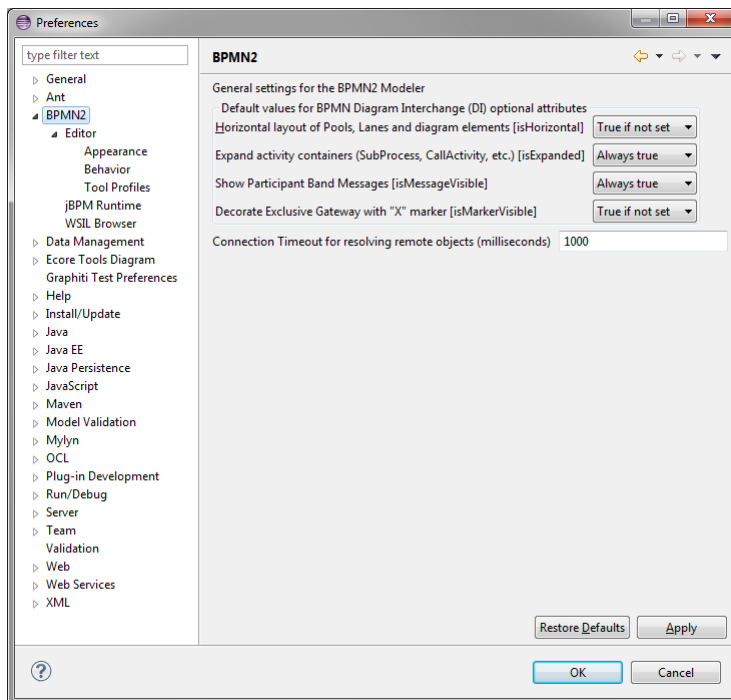 Preferences
type filter text
General
Ant
BPMN2
Editor
Appearance
Behavior
Tool Profiles
jBPM Runtime
WSIL Browser
Data Management
Ecore Tools Diagram
Graphiti Test Preferences
Help
Install/Update
Java
Java EE
Java Persistence
JavaScript
Maven
Model Validation
Mylyn
OCL
Plug-in Development
Run/Debug
Server
Team
Validation
Web
Web Services
XML
BPMN2
General settings for the BPMN2 Modeler
Default values for BPMN Diagram Interchange (DI) optional attributes
Horizontal layout of Pools, Lanes and diagram elements [isHorizontal] True if not set
Expand activity containers (SubProcess, CallActivity, etc.) [isExpanded] Always true
Show Participant Band Messages [isMessageVisible] Always true
Decorate Exclusive Gateway with "X" marker [isMarkerVisible] True if not set
Connection Timeout for resolving remote objects (milliseconds) 1000
Restore Defaults Apply
? OK Cancel